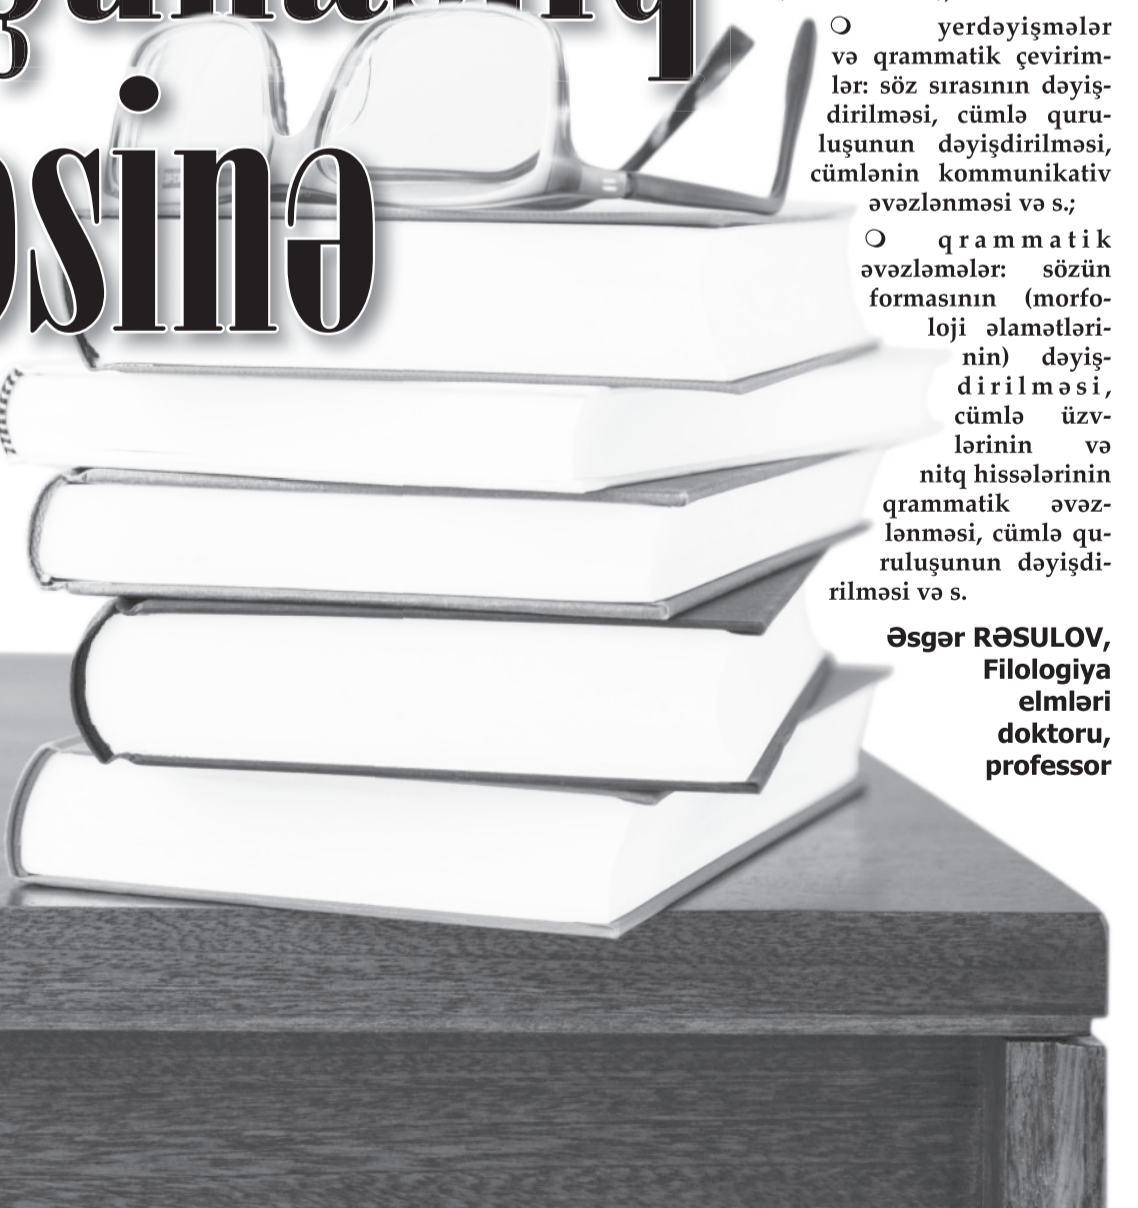 əsinə
❍ yerdəyişmələr
və qrammatik çevirim-
lər: söz sırasının dəyiş-
dirilməsi, cümlə quru-
luşunun dəyişdirilməsi,
cümlənin kommunikativ
əvəzlənməsi və s.;
❍ qrammatik
əvəzləmələr: sözün
formasının (morfo-
loji əlamətləri-
nin) dəyiş-
dirilməsi,
cümlə üzv-
lərinin və
nitq hissələrinin
qrammatik əvəz-
lənməsi, cümlə qu-
ruluşunun dəyişdi-
rilməsi və s.
Əsgər RƏSULOV,
Filologiya
elmləri
doktoru,
professor